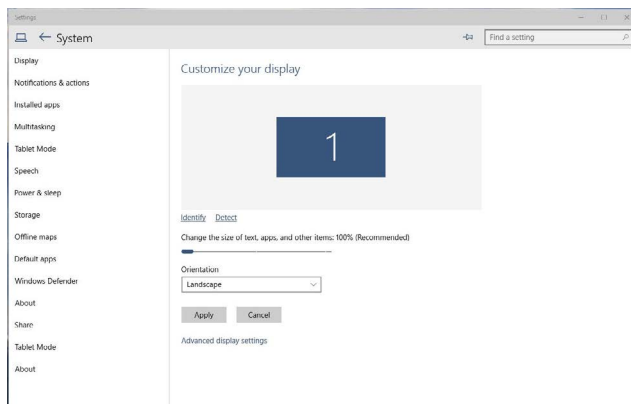 Settings
← System
Find a setting
Display
Notifications & actions
Installed apps
Multitasking
Tablet Mode
Speech
Power & sleep
Storage
Offline maps
Default apps
Windows Defender
About
Share
Tablet Mode
About
Customize your display
1
Identify Detect
Change the size of text, apps, and other items: 100% (Recommended)
Orientation
Landscape
Apply Cancel
Advanced display settings